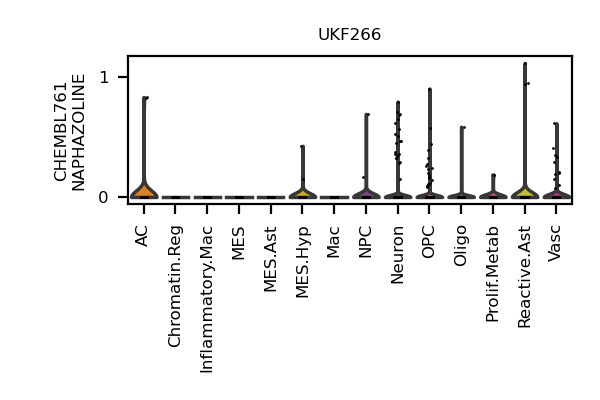 UKF266
CHEMBL761
NAPHAZOLINE
1
0
AC
Chromatin.Reg
Inflammatory.Mac
MES
MES.Ast
MES.Hyp
Mac
NPC
Neuron
OPC
Oligo
Prolif.Metab
Reactive.Ast
Vasc